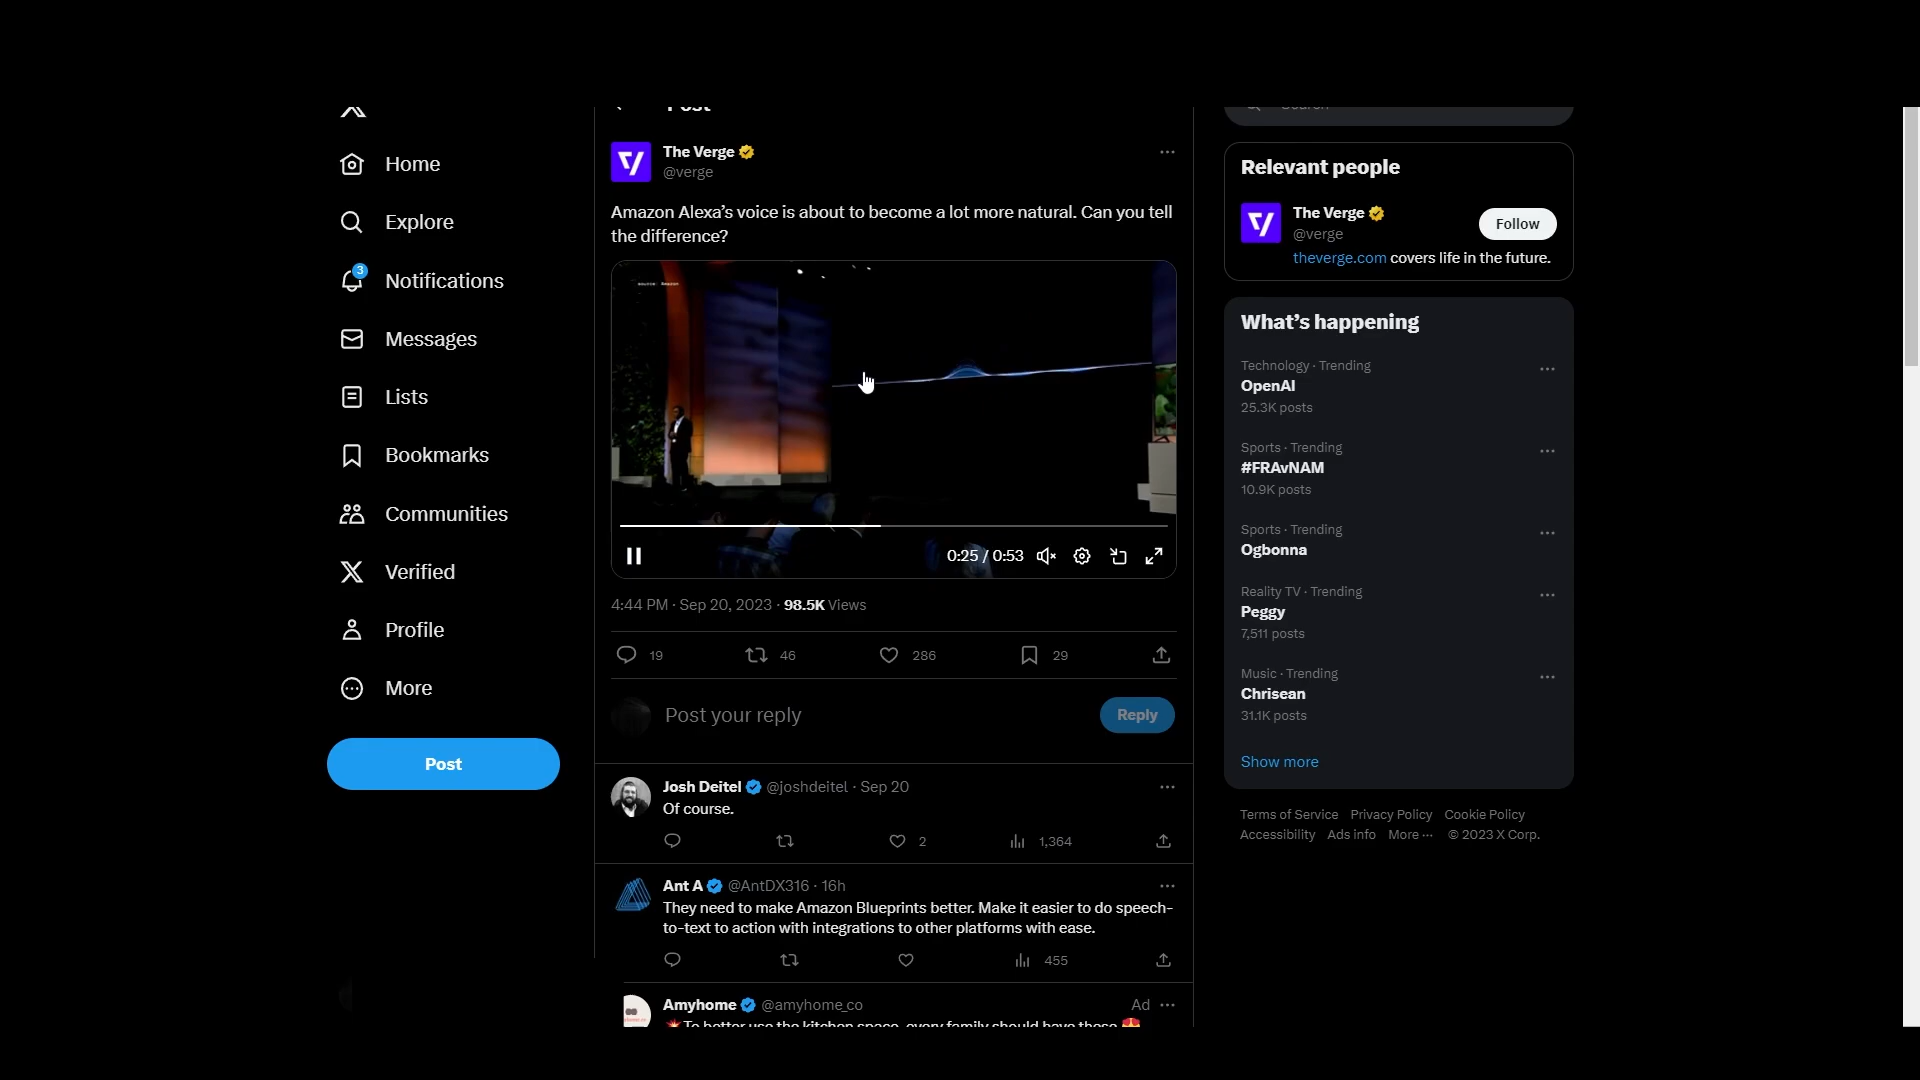 Post
Search
Home
Explore
3
Notifications
Messages
Lists
Bookmarks
Communities
Verified
Profile
More
Post
The Verge
@verge
Amazon Alexa’s voice is about to become a lot more natural. Can you tell
the difference?
source: Amazon
0:25 / 0:53
4:44 PM · Sep 20, 2023 · 98.5K Views
19 46 286 29
Post your reply
Reply
Josh Deitel @joshdeitel · Sep 20
Of course.
2 1,364
Ant A @AntDX316 · 16h
They need to make Amazon Blueprints better. Make it easier to do speech-
to-text to action with integrations to other platforms with ease.
455
Amyhome @amyhome_co Ad
To better use the kitchen space, every family should have these
Relevant people
The Verge
@verge
Follow
theverge.com covers life in the future.
What’s happening
Technology · Trending
OpenAI
25.3K posts
Sports · Trending
#FRAvNAM
10.9K posts
Sports · Trending
Ogbonna
Reality TV · Trending
Peggy
7,511 posts
Music · Trending
Chrisean
31.1K posts
Show more
Terms of Service Privacy Policy Cookie Policy
Accessibility Ads info More ··· © 2023 X Corp.